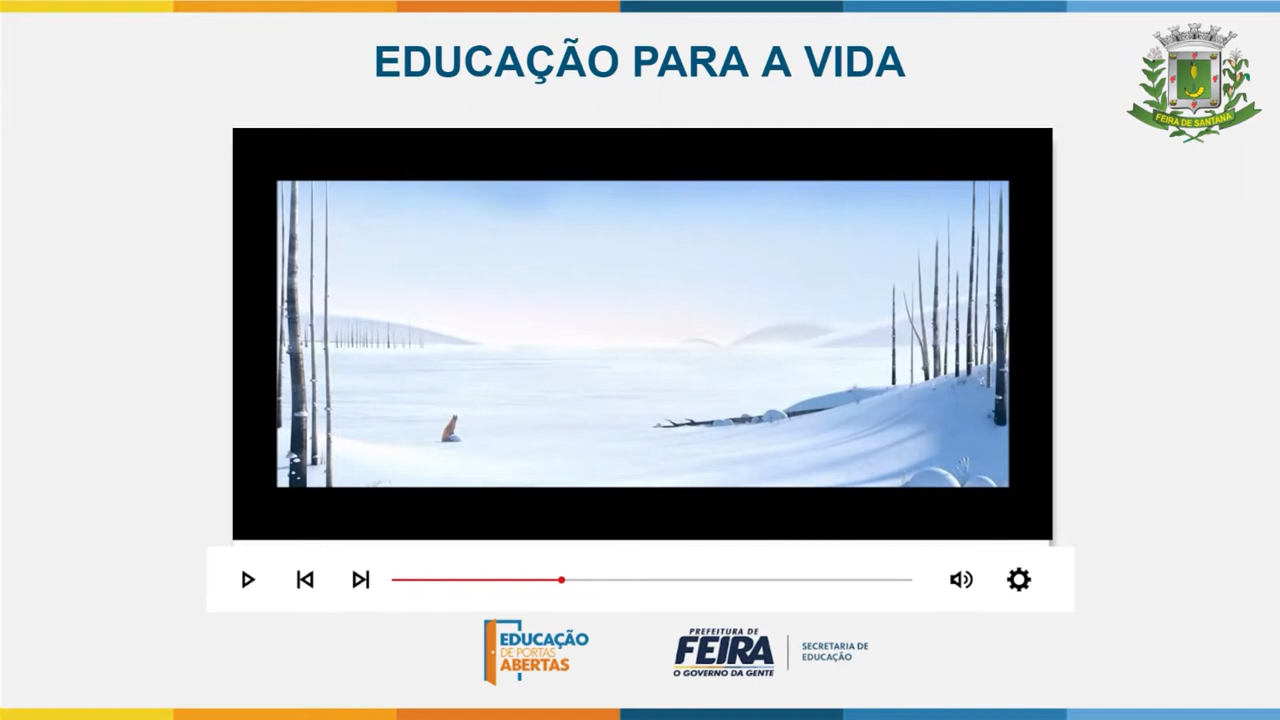 EDUCAÇÃO PARA A VIDA
FEIRA DE SANTANA
EDUCAÇÃO
DE PORTAS
ABERTAS
PREFEITURA DE
FEIRA
O GOVERNO DA GENTE
SECRETARIA DE
EDUCAÇÃO